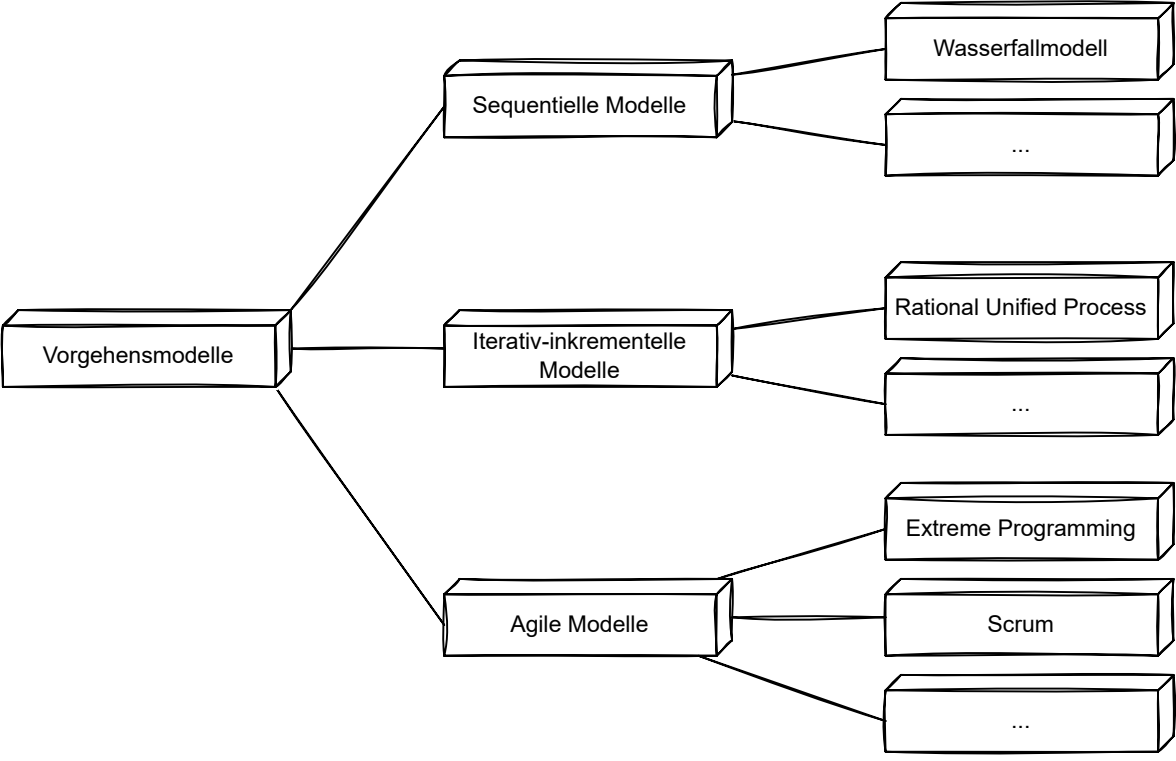 Vorgehensmodelle
Sequentielle Modelle
Wasserfallmodell
...
Iterativ-inkrementelle
Modelle
Rational Unified Process
...
Agile Modelle
Extreme Programming
Scrum
...